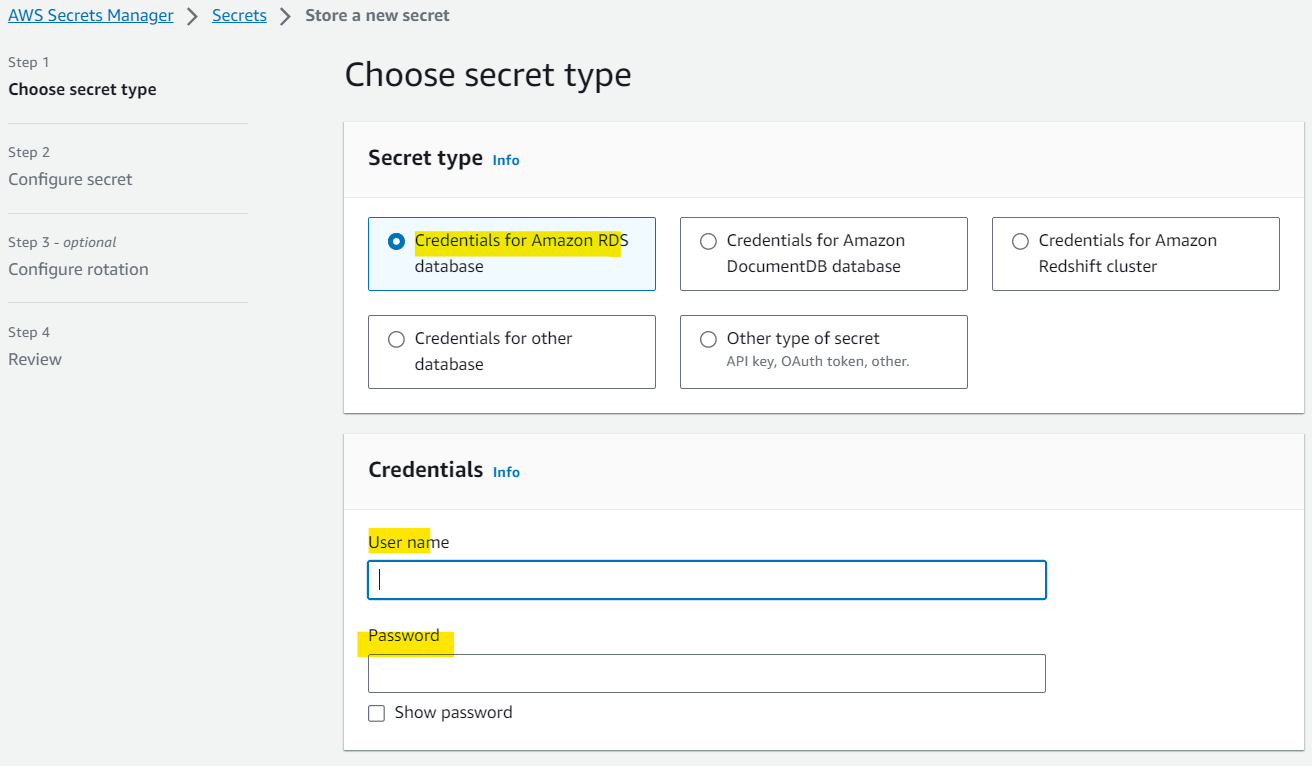 AWS Secrets Manager > Secrets > Store a new secret
Step 1
Choose secret type
Step 2
Configure secret
Step 3 - optional
Configure rotation
Step 4
Review
Choose secret type
Secret type Info
Credentials for Amazon RDS
database
Credentials for Amazon
DocumentDB database
Credentials for Amazon
Redshift cluster
Credentials for other
database
Other type of secret
API key, OAuth token, other.
Credentials Info
User name
Password
Show password